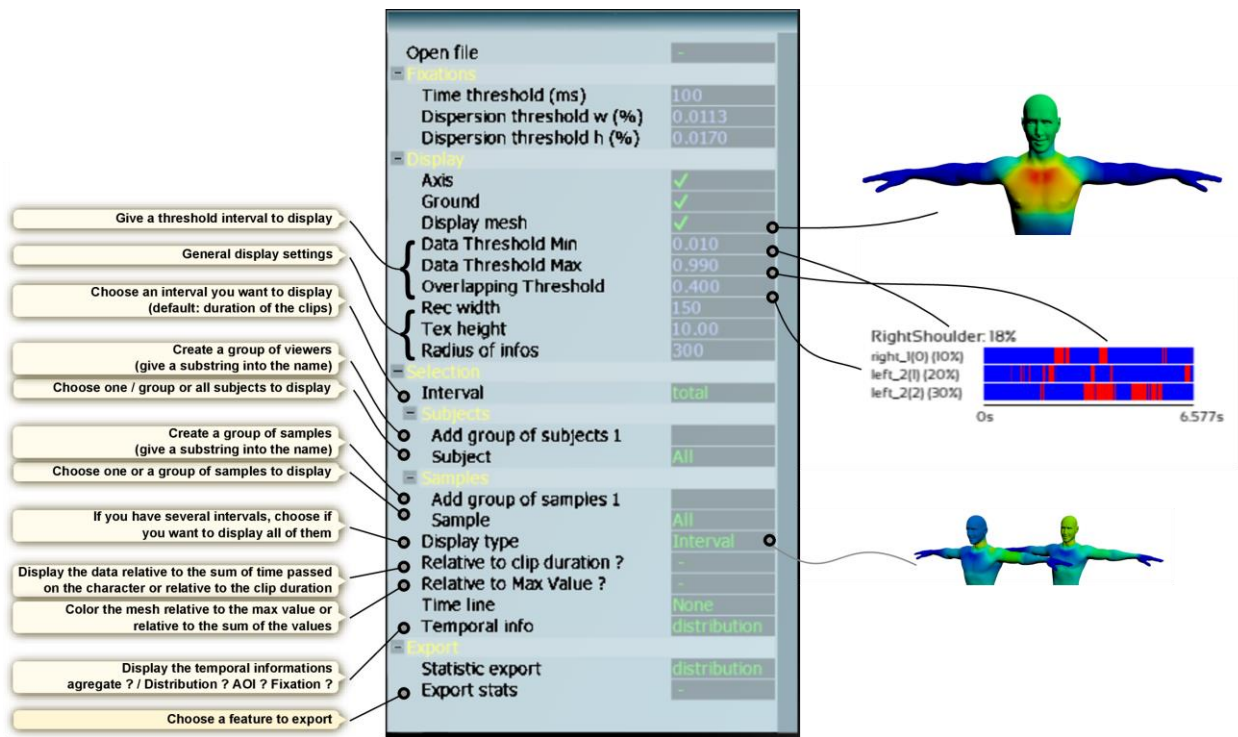 Open file -
Fixations
Time threshold (ms) 100
Dispersion threshold w (%) 0.0113
Dispersion threshold h (%) 0.0170
Display
Axis
Ground
Display mesh
Data Threshold Min 0.010
Data Threshold Max 0.990
Overlapping Threshold 0.400
Rec width 150
Tex height 10.00
Radius of infos 300
Selection
Interval total
Subjects
Add group of subjects 1
Subject All
Samples
Add group of samples 1
Sample All
Display type Interval
Relative to clip duration ? -
Relative to Max Value ? -
Time line None
Temporal info distribution
Export
Statistic export distribution
Export stats -
Give a threshold interval to display
General display settings
Choose an interval you want to display
(default: duration of the clips)
Create a group of viewers
(give a substring into the name)
Choose one / group or all subjects to display
Create a group of samples
(give a substring into the name)
Choose one or a group of samples to display
If you have several intervals, choose if
you want to display all of them
Display the data relative to the sum of time passed
on the character or relative to the clip duration
Color the mesh relative to the max value or
relative to the sum of the values
Display the temporal informations
agregate ? / Distribution ? AOI ? Fixation ?
Choose a feature to export
RightShoulder: 18%
right_1(0) (10%)
left_2(1) (20%)
left_2(2) (30%)
0s 6.577s